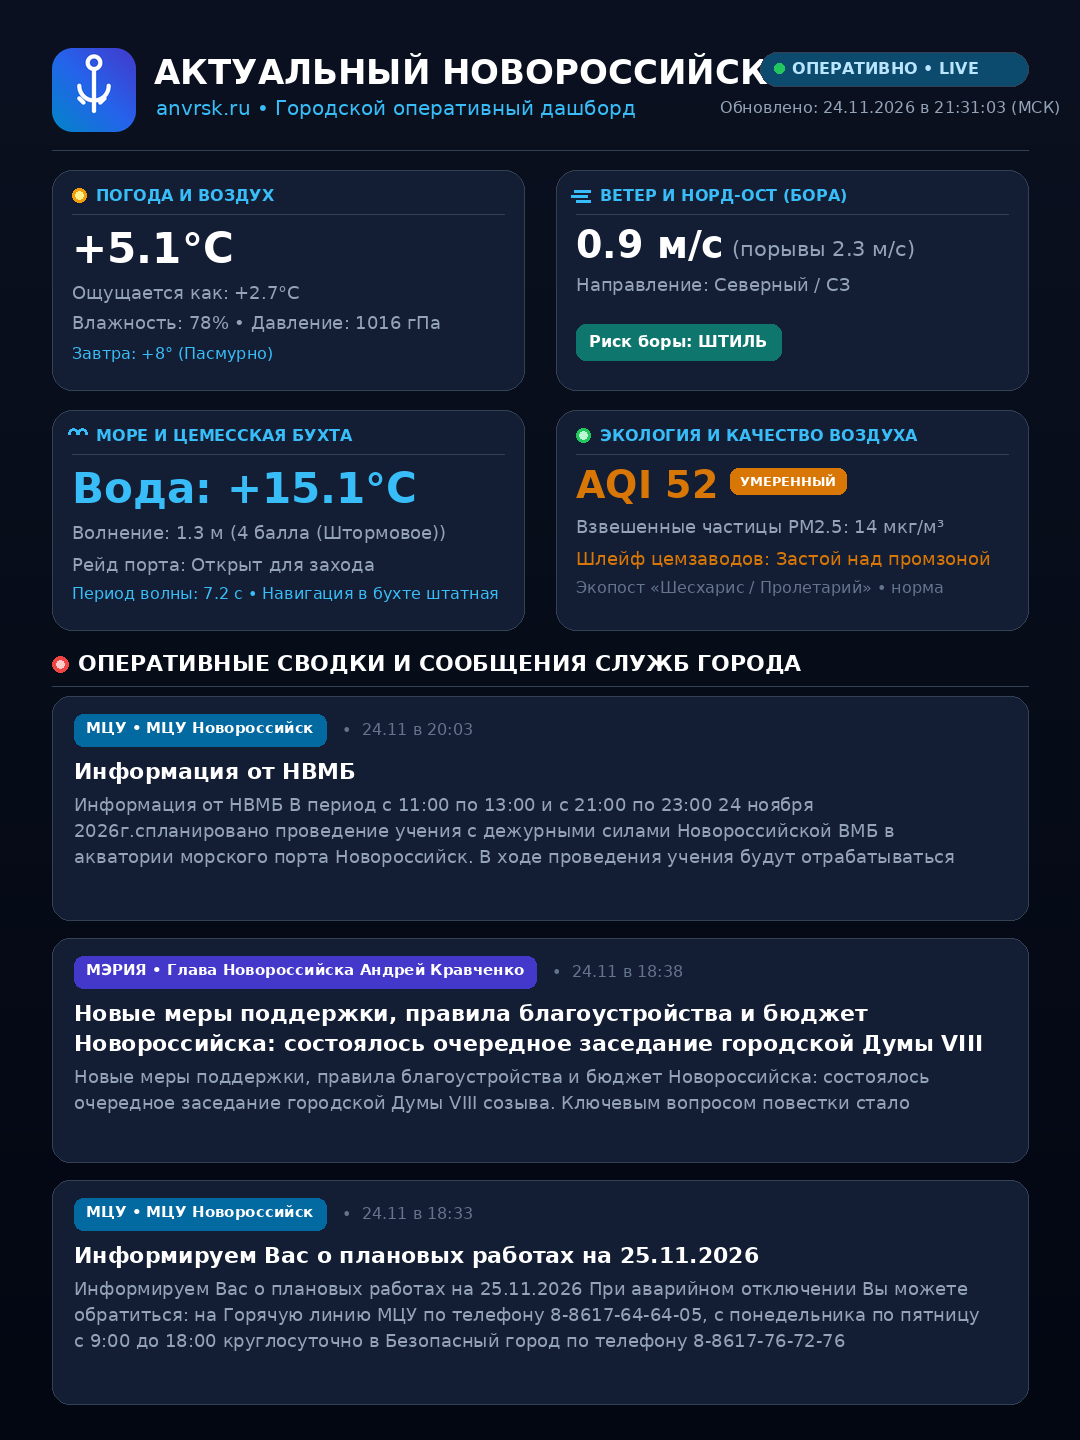 АКТУАЛЬНЫЙ НОВОРОССИЙСК
ОПЕРАТИВНО • LIVE
anvrsk.ru • Городской оперативный дашборд
Обновлено: 24.11.2026 в 21:31:03 (МСК)
ПОГОДА И ВОЗДУХ
+5.1°C
Ощущается как: +2.7°C
Влажность: 78% • Давление: 1016 гПа
Завтра: +8° (Пасмурно)
ВЕТЕР И НОРД-ОСТ (БОРА)
0.9 м/с (порывы 2.3 м/с)
Направление: Северный / СЗ
Риск боры: ШТИЛЬ
МОРЕ И ЦЕМЕССКАЯ БУХТА
Вода: +15.1°C
Волнение: 1.3 м (4 балла (Штормовое))
Рейд порта: Открыт для захода
Период волны: 7.2 с • Навигация в бухте штатная
ЭКОЛОГИЯ И КАЧЕСТВО ВОЗДУХА
AQI 52 УМЕРЕННЫЙ
Взвешенные частицы PM2.5: 14 мкг/м³
Шлейф цемзаводов: Застой над промзоной
Экопост «Шесхарис / Пролетарий» • норма
ОПЕРАТИВНЫЕ СВОДКИ И СООБЩЕНИЯ СЛУЖБ ГОРОДА
МЦУ • МЦУ Новороссийск • 24.11 в 20:03
Информация от НВМБ
Информация от НВМБ В период с 11:00 по 13:00 и с 21:00 по 23:00 24 ноября
2026г.спланировано проведение учения с дежурными силами Новороссийской ВМБ в
акватории морского порта Новороссийск. В ходе проведения учения будут отрабатываться
МЭРИЯ • Глава Новороссийска Андрей Кравченко • 24.11 в 18:38
Новые меры поддержки, правила благоустройства и бюджет
Новороссийска: состоялось очередное заседание городской Думы VIII
Новые меры поддержки, правила благоустройства и бюджет Новороссийска: состоялось
очередное заседание городской Думы VIII созыва. Ключевым вопросом повестки стало
МЦУ • МЦУ Новороссийск • 24.11 в 18:33
Информируем Вас о плановых работах на 25.11.2026
Информируем Вас о плановых работах на 25.11.2026 При аварийном отключении Вы можете
обратиться: на Горячую линию МЦУ по телефону 8-8617-64-64-05, с понедельника по пятницу
с 9:00 до 18:00 круглосуточно в Безопасный город по телефону 8-8617-76-72-76